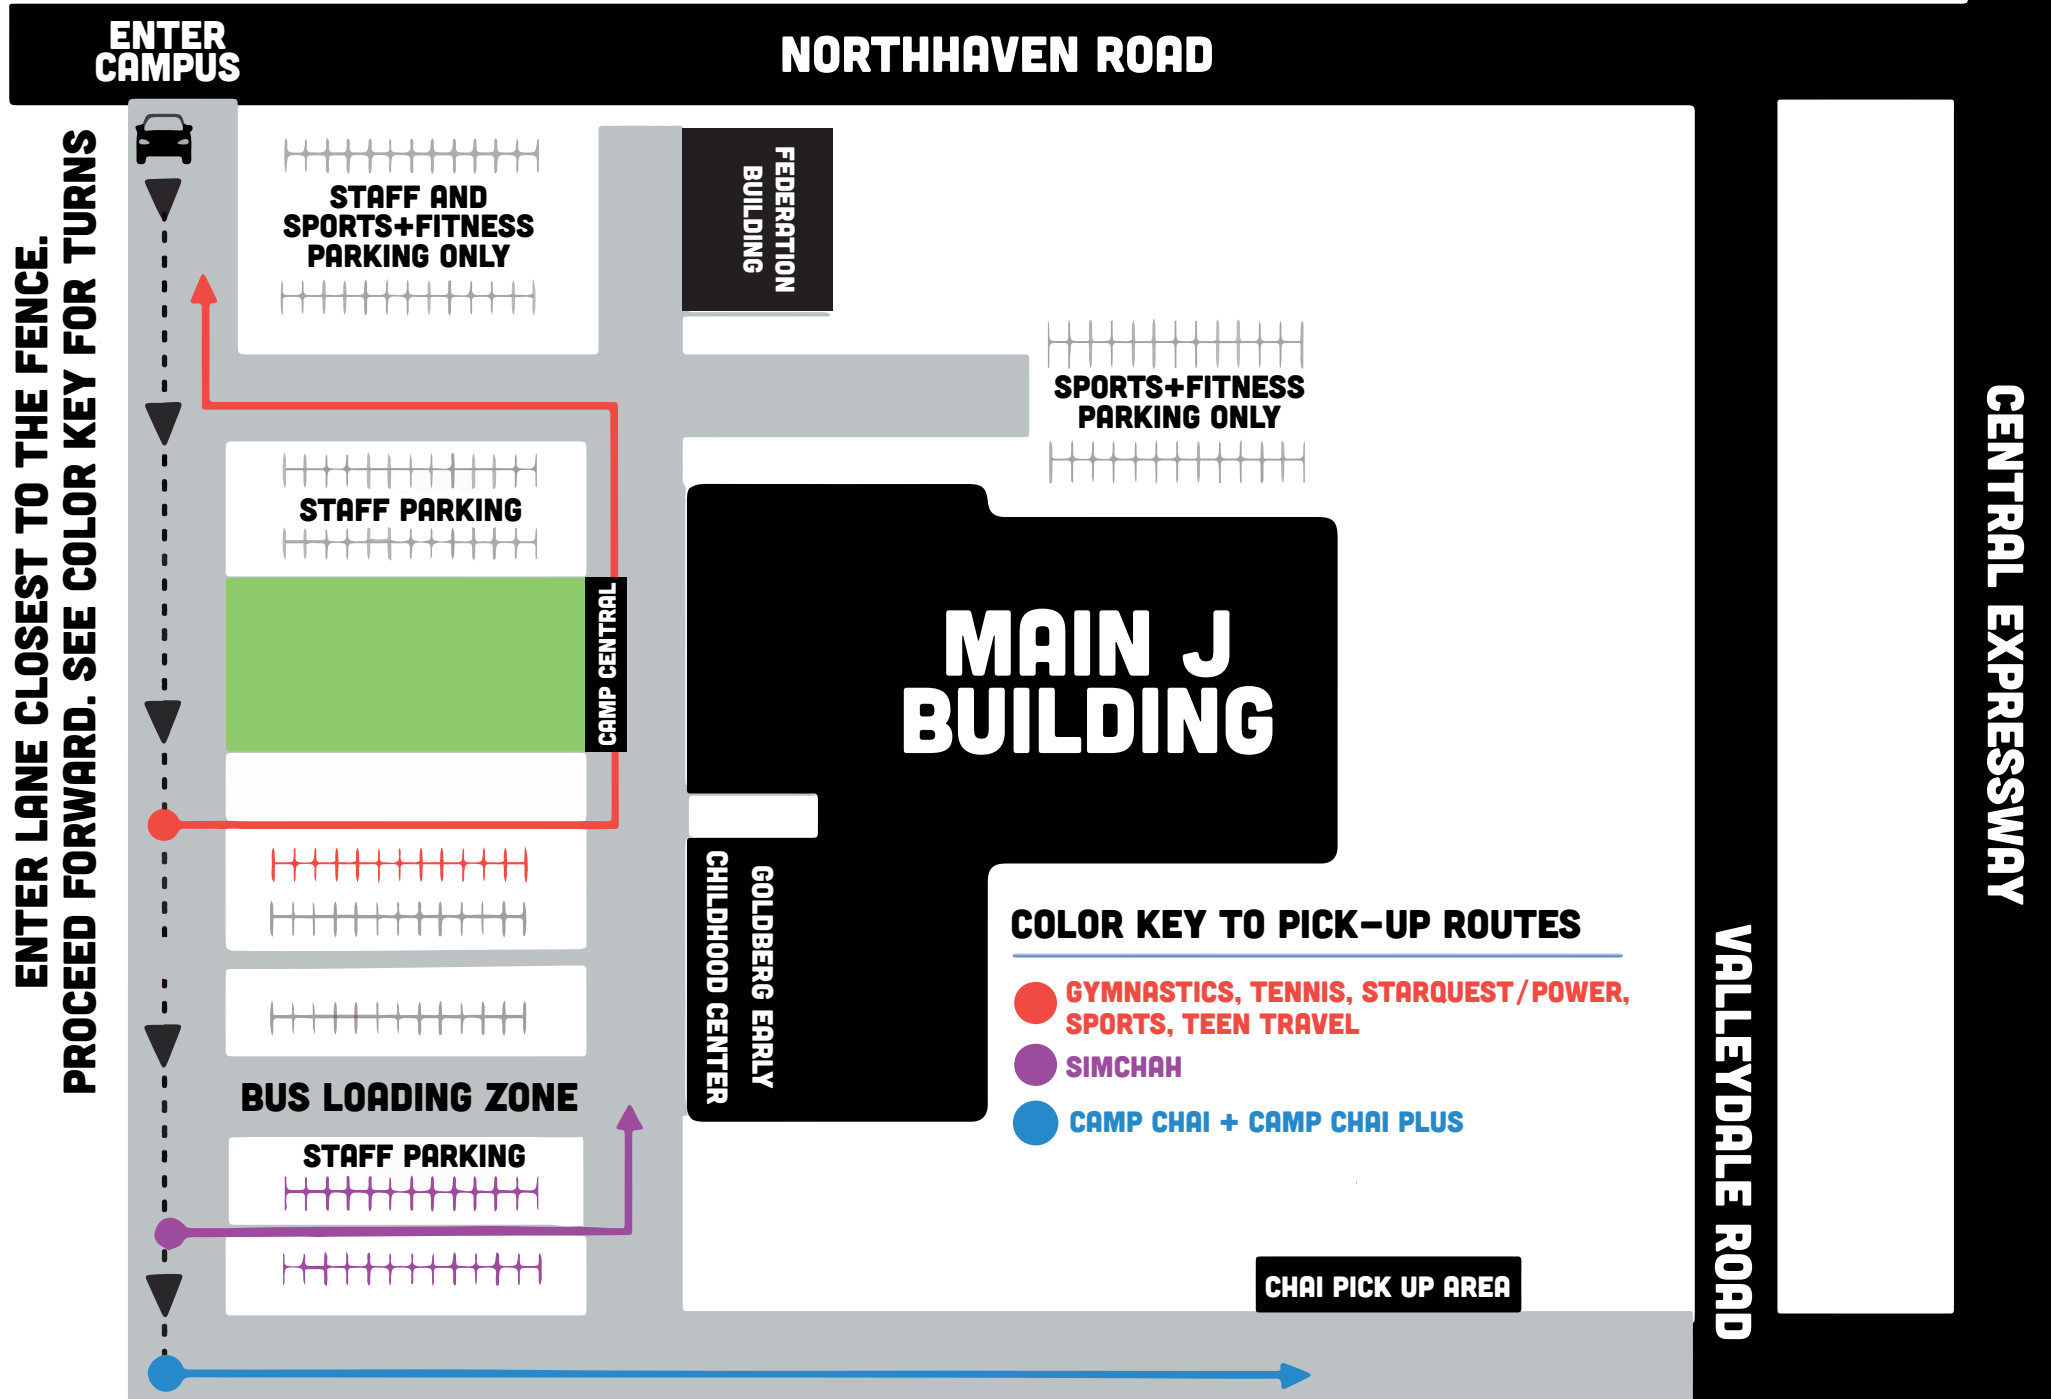 ENTER
CAMPUS
NORTHHAVEN ROAD
ENTER LANE CLOSEST TO THE FENCE.
PROCEED FORWARD. SEE COLOR KEY FOR TURNS
STAFF AND
SPORTS+FITNESS
PARKING ONLY
FEDERATION
BUILDING
SPORTS+FITNESS
PARKING ONLY
STAFF PARKING
CAMP CENTRAL
MAIN J
BUILDING
CENTRAL EXPRESSWAY
GOLDBERG EARLY
CHILDHOOD CENTER
COLOR KEY TO PICK-UP ROUTES
GYMNASTICS, TENNIS, STARQUEST/POWER,
SPORTS, TEEN TRAVEL
SIMCHAH
CAMP CHAI + CAMP CHAI PLUS
VALLEYDALE ROAD
BUS LOADING ZONE
STAFF PARKING
CHAI PICK UP AREA